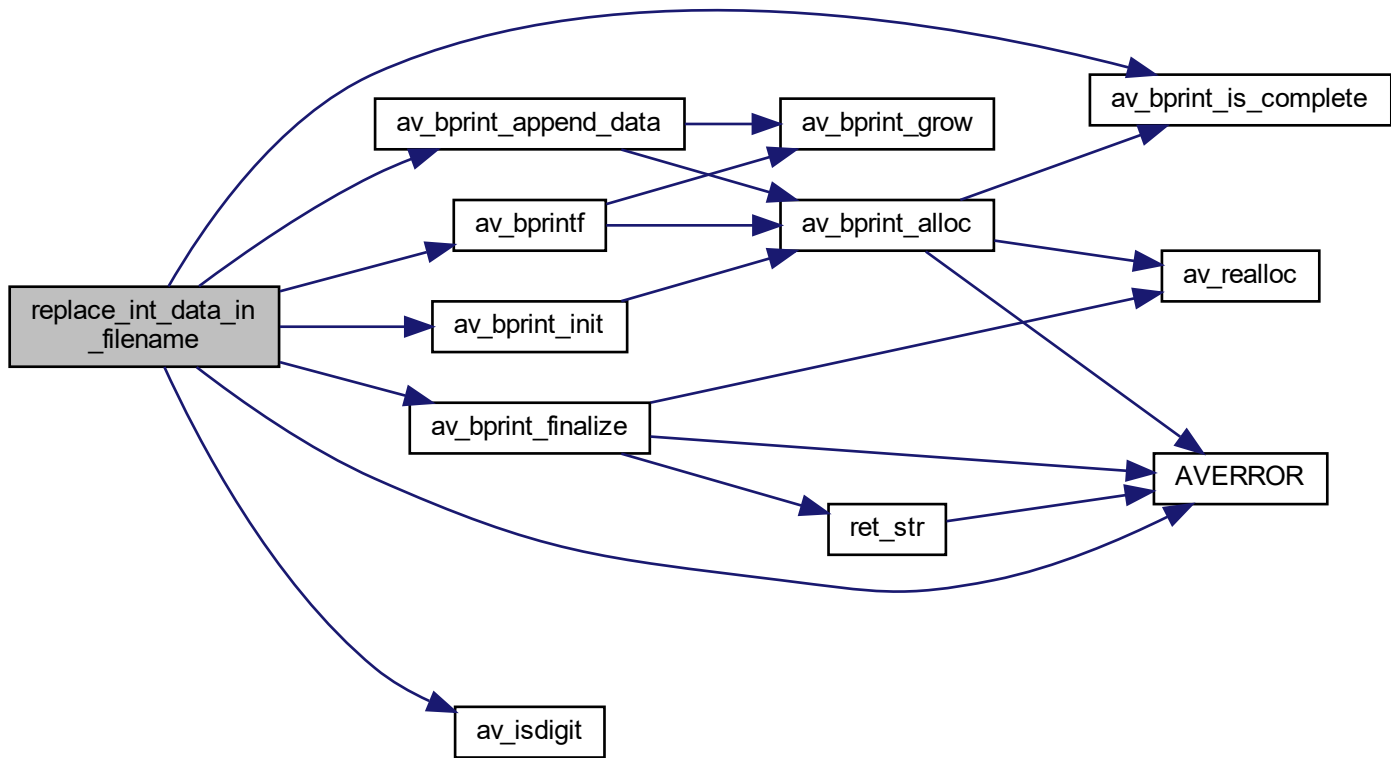 replace_int_data_in
_filename
av_bprint_append_data
av_bprintf
av_bprint_init
av_bprint_finalize
av_isdigit
av_bprint_grow
av_bprint_alloc
ret_str
av_bprint_is_complete
av_realloc
AVERROR